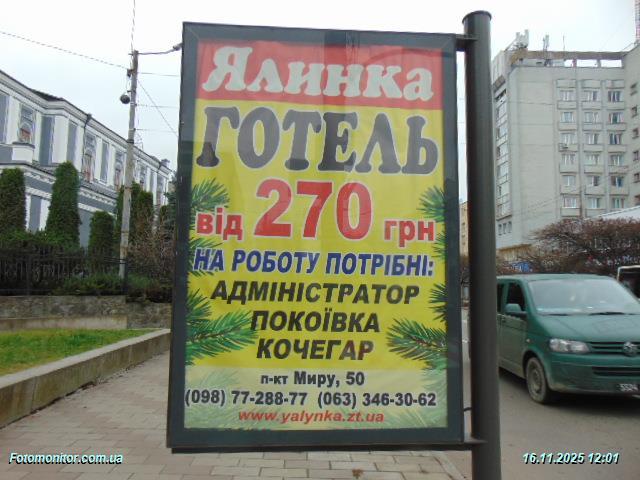 Ялинка
ГОТЕЛЬ
від 270 грн
НА РОБОТУ ПОТРІБНІ:
АДМІНІСТРАТОР
ПОКОЇВКА
КОЧЕГАР
п-кт Миру, 50
(098) 77-288-77 (063) 346-30-62
www.yalynka.zt.ua
Fotomonitor.com.ua
16.11.2025 12:01